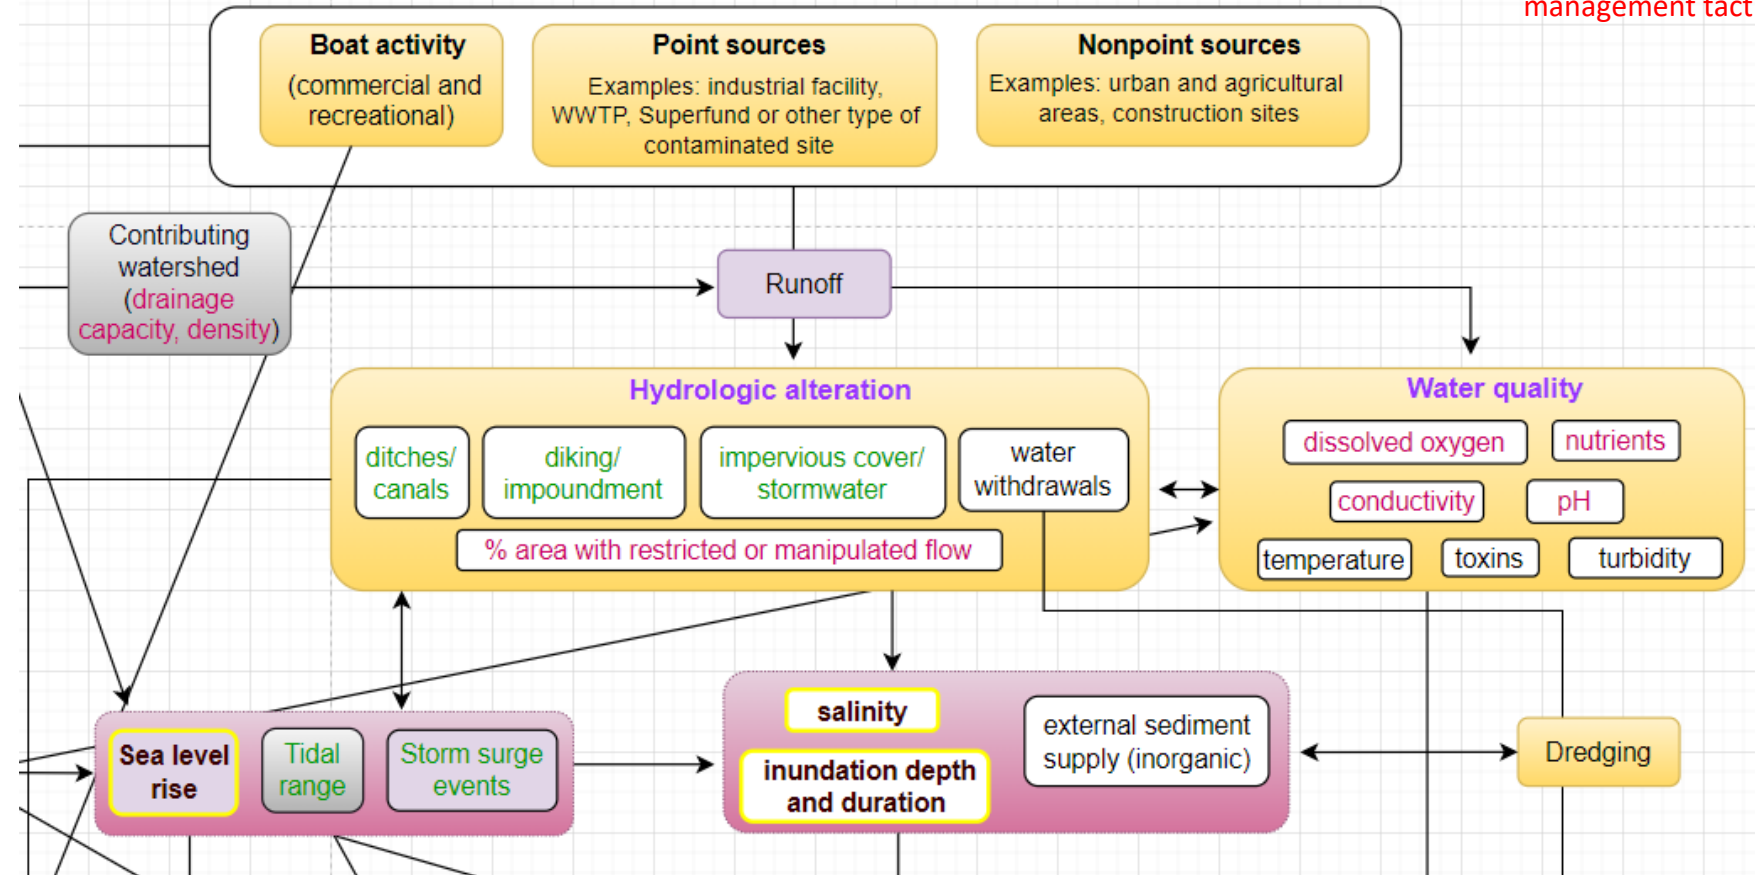 management tact
Boat activity
(commercial and
recreational)
Point sources
Examples: industrial facility,
WWTP, Superfund or other type of
contaminated site
Nonpoint sources
Examples: urban and agricultural
areas, construction sites
Contributing
watershed
(drainage
capacity, density)
Runoff
Hydrologic alteration
ditches/
canals
diking/
impoundment
impervious cover/
stormwater
water
withdrawals
% area with restricted or manipulated flow
Water quality
dissolved oxygen
nutrients
conductivity
pH
temperature
toxins
turbidity
Sea level
rise
Tidal
range
Storm surge
events
salinity
inundation depth
and duration
external sediment
supply (inorganic)
Dredging